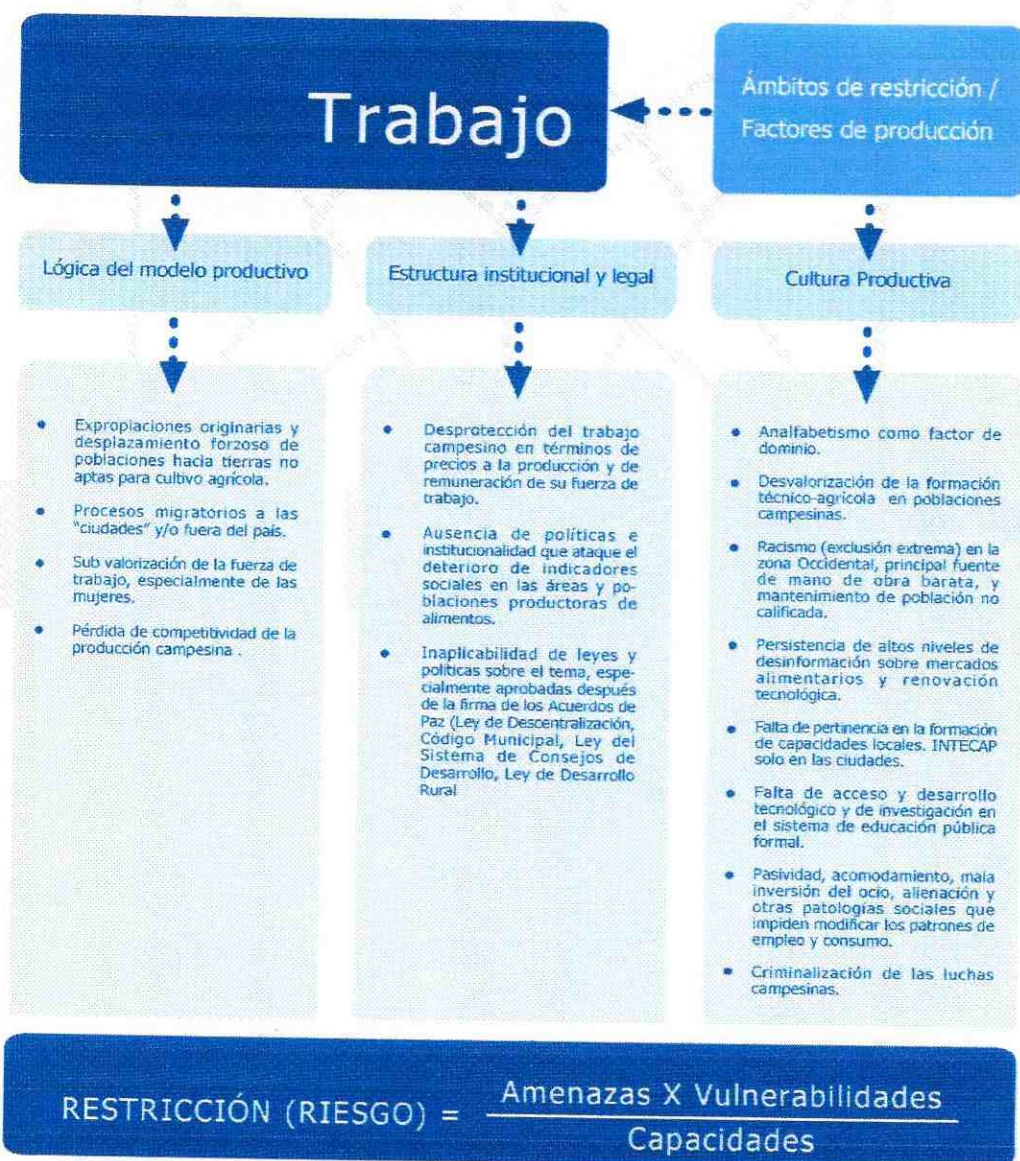 Trabajo
Ámbitos de restricción /
Factores de producción
Lógica del modelo productivo
Estructura institucional y legal
Cultura Productiva
• Expropiaciones originarias y
desplazamiento forzoso de
poblaciones hacia tierras no
aptas para cultivo agrícola.
• Procesos migratorios a las
"ciudades" y/o fuera del país.
• Sub valorización de la fuerza de
trabajo, especialmente de las
mujeres.
• Pérdida de competitividad de la
producción campesina .
• Desprotección del trabajo
campesino en términos de
precios a la producción y de
remuneración de su fuerza de
trabajo.
• Ausencia de políticas e
institucionalidad que ataque el
deterioro de indicadores
sociales en las áreas y po-
blaciones productoras de
alimentos.
• Inaplicabilidad de leyes y
políticas sobre el tema, espe-
cialmente aprobadas después
de la firma de los Acuerdos de
Paz (Ley de Descentralización,
Código Municipal, Ley del
Sistema de Consejos de
Desarrollo, Ley de Desarrollo
Rural
• Analfabetismo como factor de
dominio.
• Desvalorización de la formación
técnico-agrícola en poblaciones
campesinas.
• Racismo (exclusión extrema) en la
zona Occidental, principal fuente
de mano de obra barata, y
mantenimiento de población no
calificada.
• Persistencia de altos niveles de
desinformación sobre mercados
alimentarios y renovación
tecnológica.
• Falta de pertinencia en la formación
de capacidades locales. INTECAP
solo en las ciudades.
• Falta de acceso y desarrollo
tecnológico y de investigación en
el sistema de educación pública
formal.
• Pasividad, acomodamiento, mala
inversión del ocio, alienación y
otras patologías sociales que
impiden modificar los patrones de
empleo y consumo.
• Criminalización de las luchas
campesinas.
RESTRICCIÓN (RIESGO) =
Amenazas X Vulnerabilidades
Capacidades